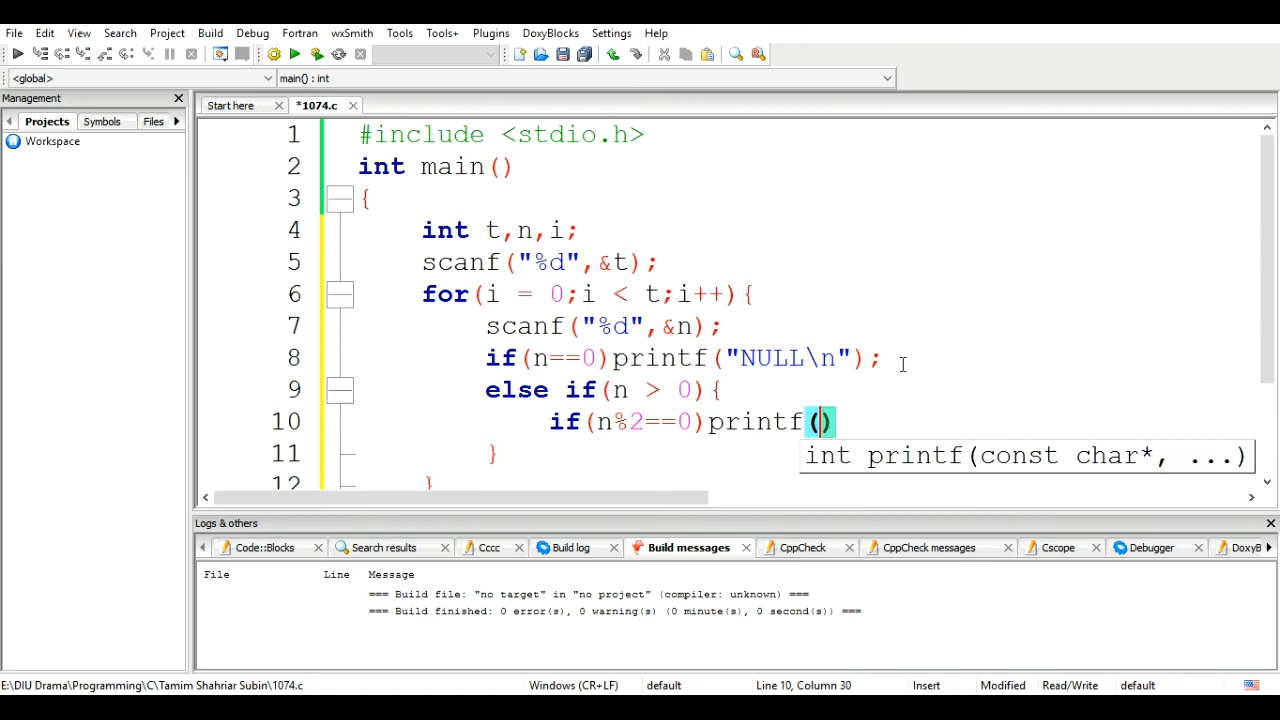 File Edit View Search Project Build Debug Fortran wxSmith Tools Tools+ Plugins DoxyBlocks Settings Help
<global> main() : int
Management
Start here *1074.c
Projects Symbols Files
Workspace
1 #include <stdio.h>
2 int main()
3 {
4 int t,n,i;
5 scanf("%d",&t);
6 for(i = 0;i < t;i++){
7 scanf("%d",&n);
8 if(n==0)printf("NULL\n");
9 else if(n > 0){
10 if(n%2==0)printf()
int printf(const char*, ...)
11 }
12 }
Logs & others
Code::Blocks Search results Cccc Build log Build messages CppCheck CppCheck messages Cscope Debugger DoxyB
File Line Message
=== Build file: "no target" in "no project" (compiler: unknown) ===
=== Build finished: 0 error(s), 0 warning(s) (0 minute(s), 0 second(s)) ===
E:\DIU Drama\Programming\C\Tamim Shahriar Subin\1074.c Windows (CR+LF) default Line 10, Column 30 Insert Modified Read/Write default